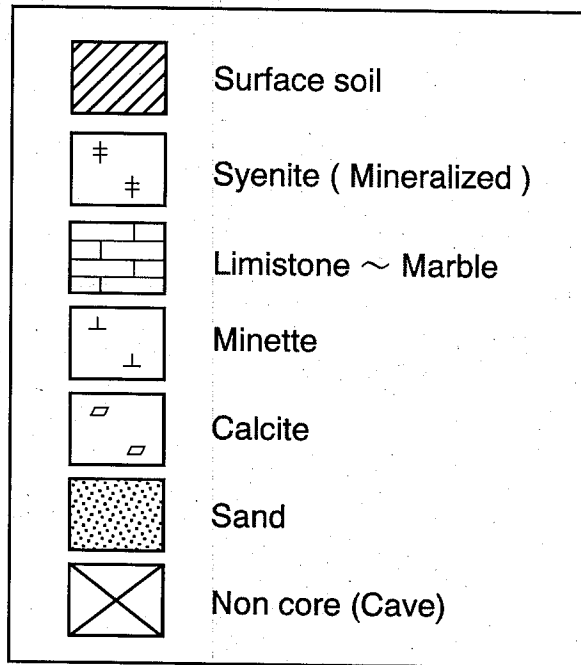 Surface soil
Syenite ( Mineralized )
Limistone ～ Marble
Minette
Calcite
Sand
Non core (Cave)